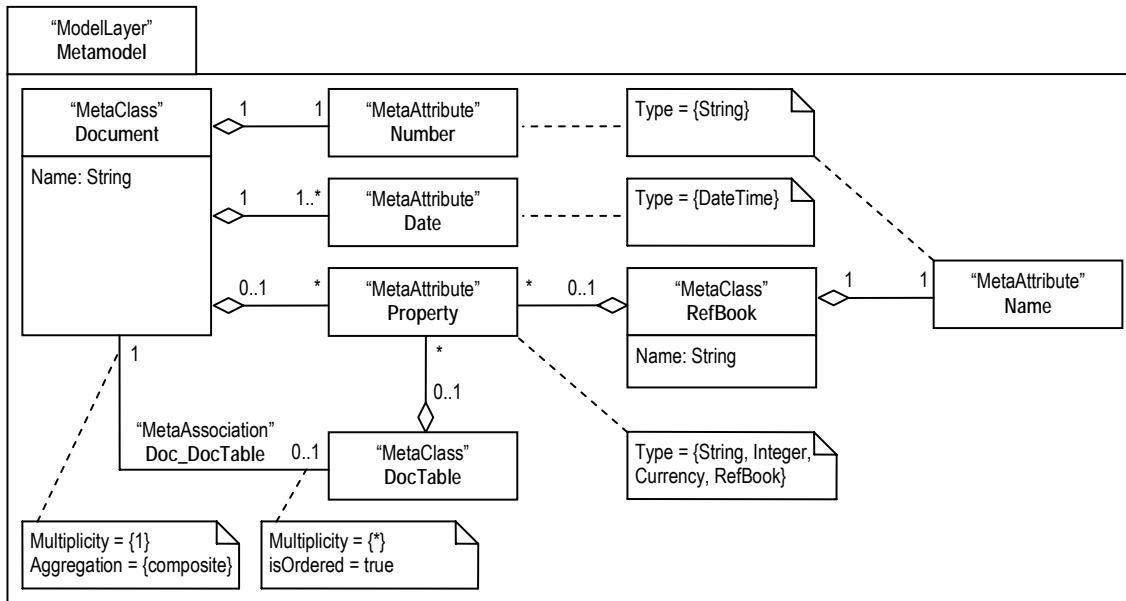 “ModelLayer”
Metamodel
“MetaClass”
Document
Name: String
1
1
“MetaAttribute”
Number
Type = {String}
1
1..*
“MetaAttribute”
Date
Type = {DateTime}
0..1
*
“MetaAttribute”
Property
*
0..1
“MetaClass”
RefBook
Name: String
1
1
“MetaAttribute”
Name
1
*
0..1
“MetaAssociation”
Doc_DocTable
0..1
“MetaClass”
DocTable
Type = {String, Integer,
Currency, RefBook}
Multiplicity = {1}
Aggregation = {composite}
Multiplicity = {*}
isOrdered = true